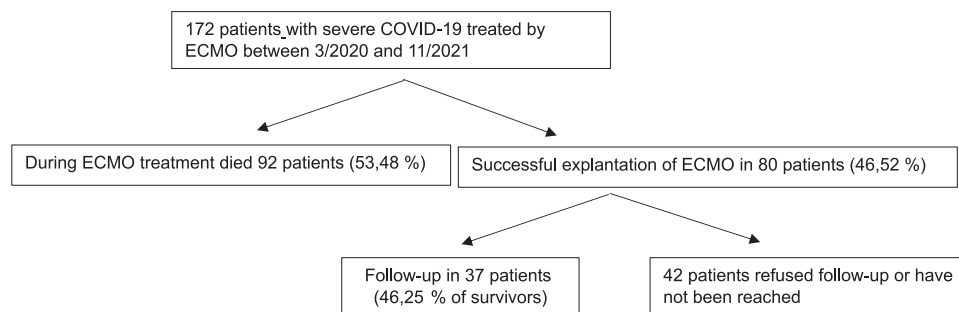 172 patients with severe COVID-19 treated by
ECMO between 3/2020 and 11/2021
During ECMO treatment died 92 patients (53,48 %)
Successful explantation of ECMO in 80 patients (46,52 %)
Follow-up in 37 patients
(46,25 % of survivors)
42 patients refused follow-up or have
not been reached